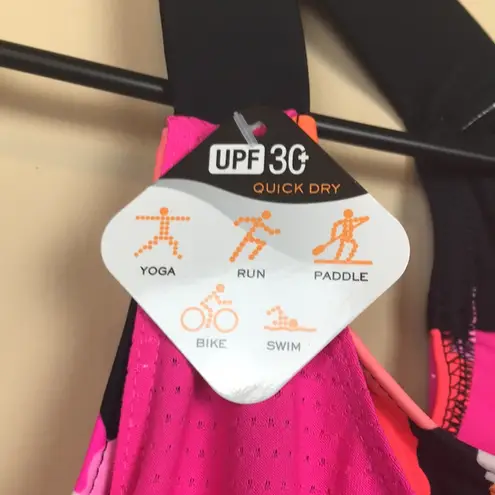 UPF 30+
QUICK DRY
YOGA RUN PADDLE
BIKE SWIM